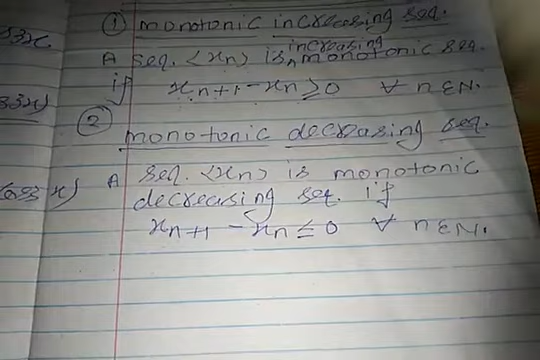 ① monotonic increasing seq.
A seq. <xn> is increasing monotonic seq.
if xn+1 - xn ≥ 0 ∀ n∈N.
② monotonic decreasing seq.
A seq. <xn> is monotonic
decreasing seq. if
xn+1 - xn ≤ 0 ∀ n∈N.